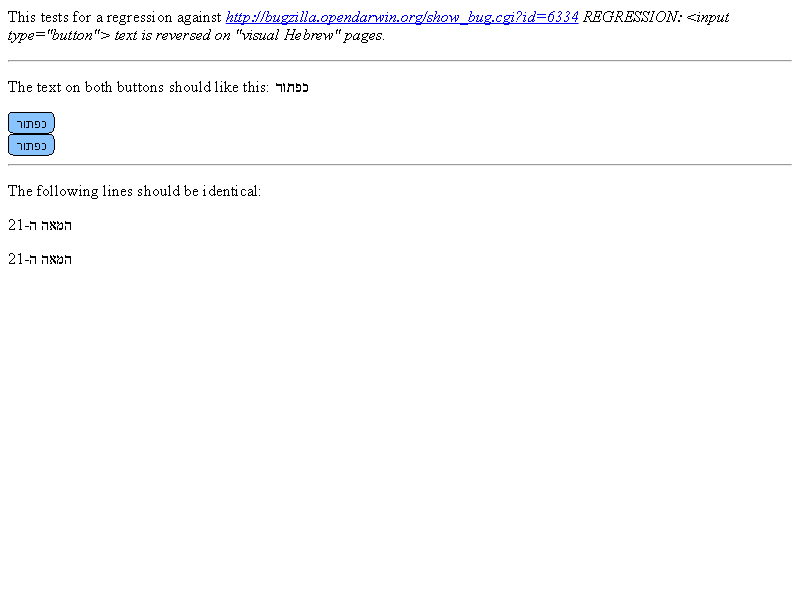 This tests for a regression against http://bugzilla.opendarwin.org/show_bug.cgi?id=6334 REGRESSION: <input
type="button"> text is reversed on "visual Hebrew" pages.
The text on both buttons should like this: כפתור
כפתור
כפתור
The following lines should be identical:
המאה ה-21
המאה ה-21